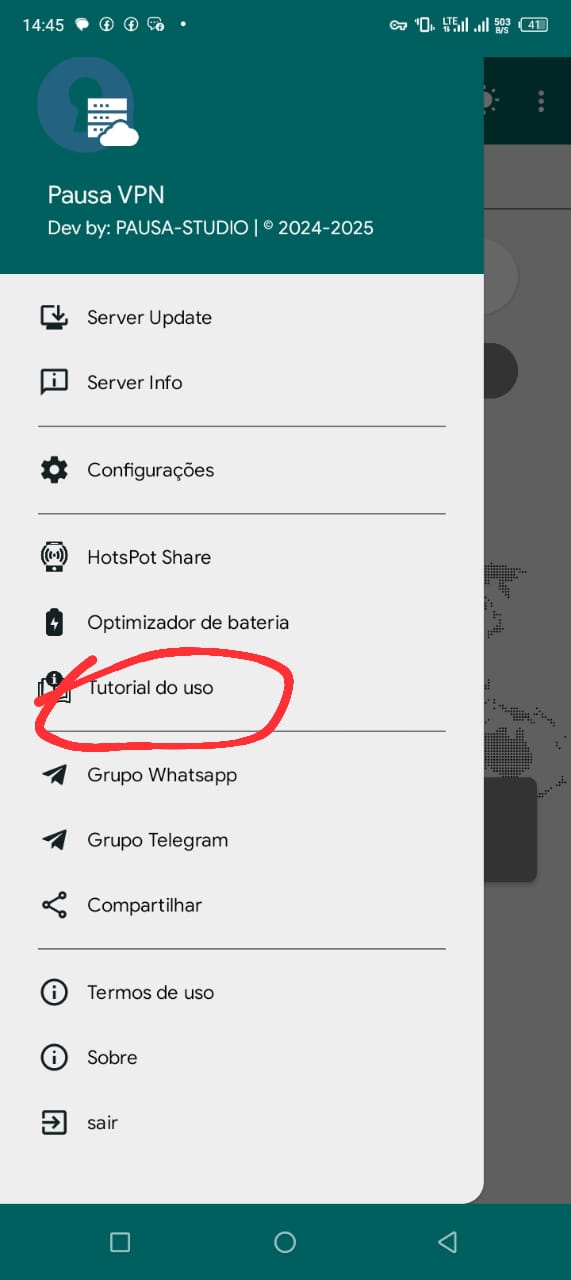 14:45
LTE
503
B/S
41
Pausa VPN
Dev by: PAUSA-STUDIO | © 2024-2025
Server Update
Server Info
Configurações
HotsPot Share
Optimizador de bateria
Tutorial do uso
Grupo Whatsapp
Grupo Telegram
Compartilhar
Termos de uso
Sobre
sair